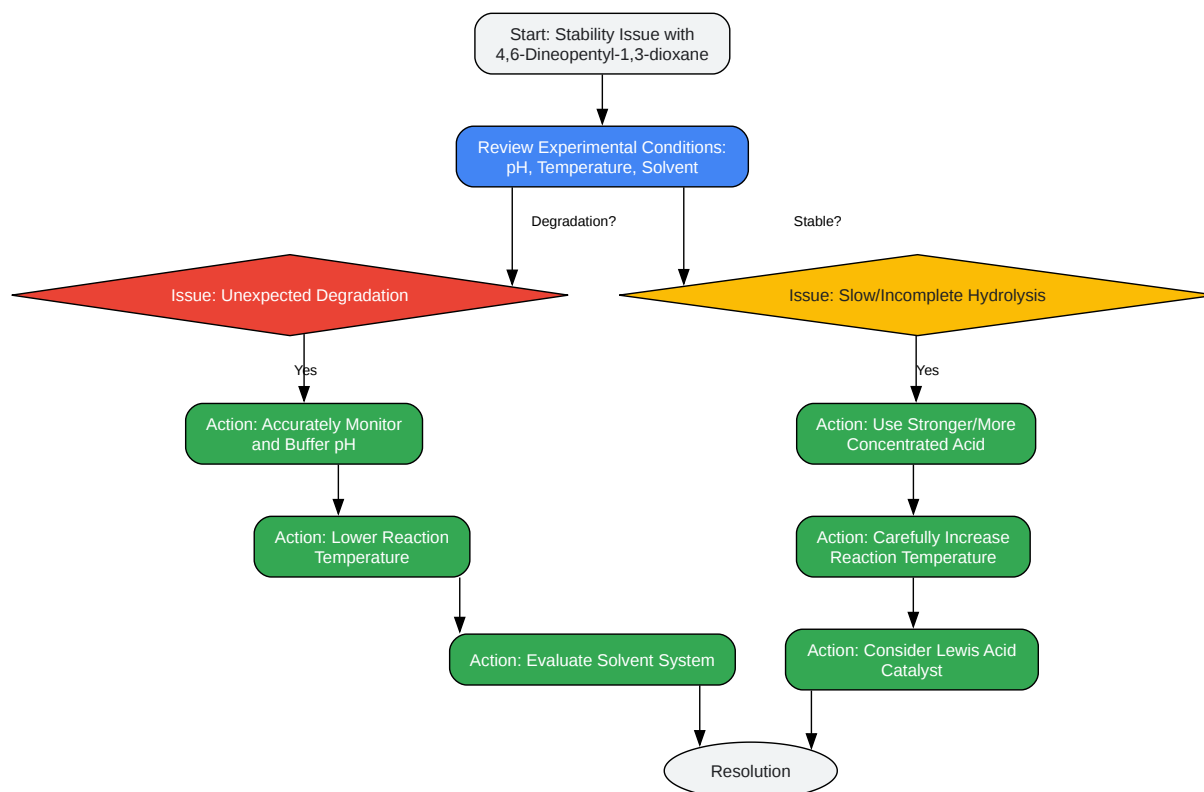 Start: Stability Issue with
4,6-Dineopentyl-1,3-dioxane
Review Experimental Conditions:
pH, Temperature, Solvent
Degradation?
Stable?
Issue: Unexpected Degradation
Issue: Slow/Incomplete Hydrolysis
Yes
Yes
Action: Accurately Monitor
and Buffer pH
Action: Use Stronger/More
Concentrated Acid
Action: Lower Reaction
Temperature
Action: Carefully Increase
Reaction Temperature
Action: Evaluate Solvent System
Action: Consider Lewis Acid
Catalyst
Resolution